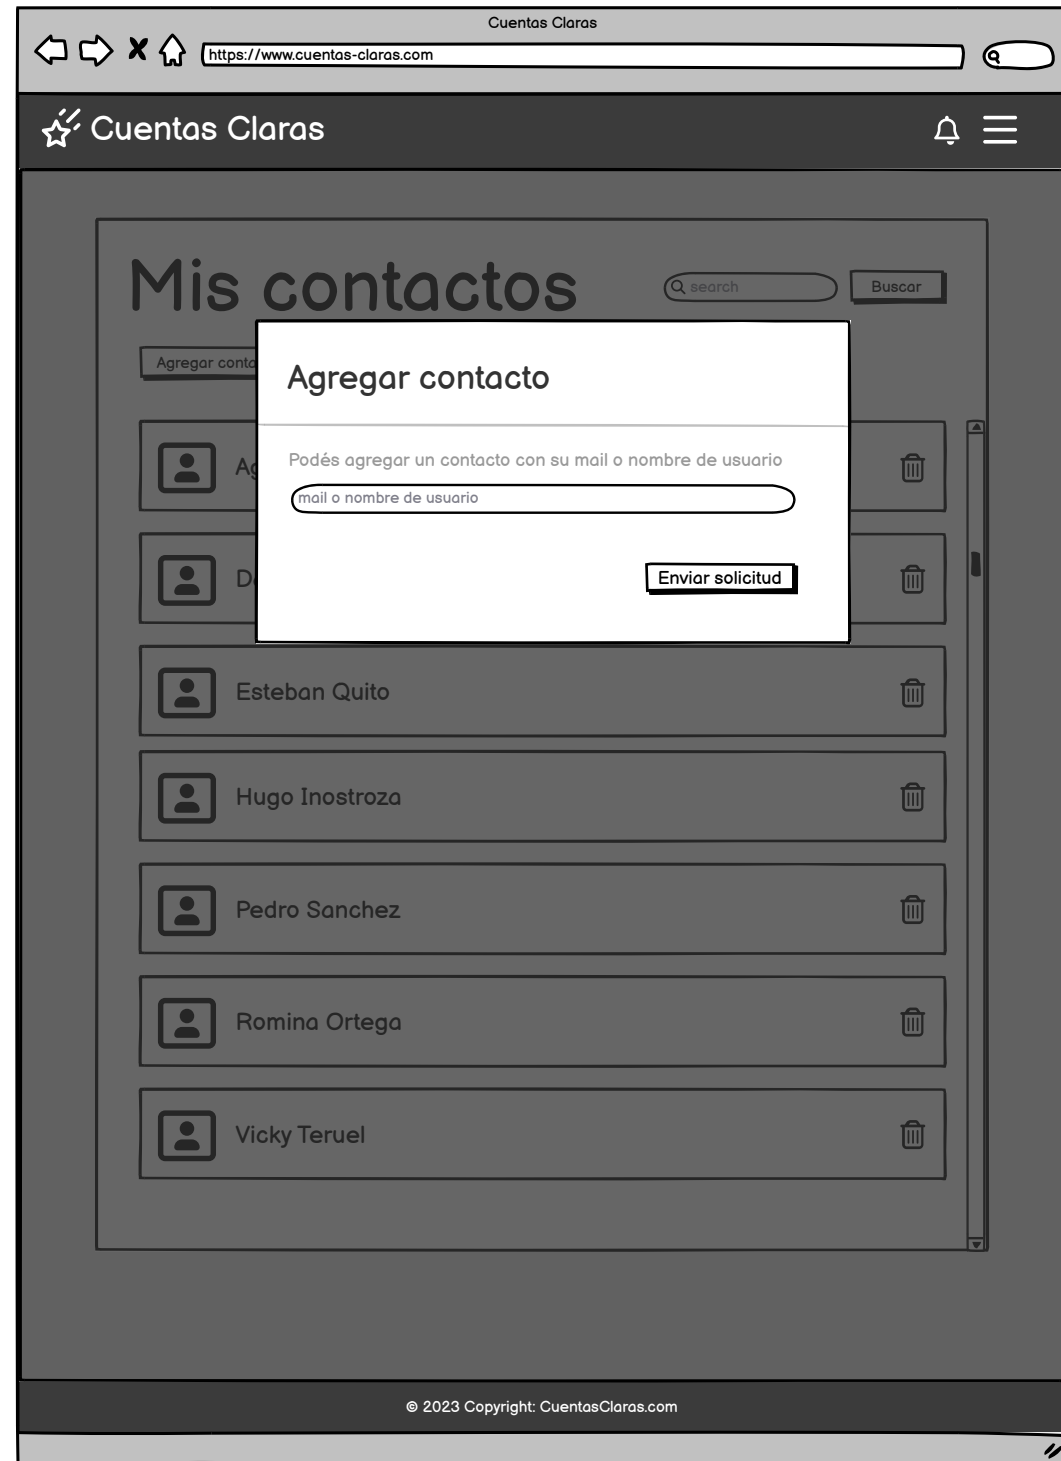 Cuentas Claras
https://www.cuentas-claras.com
Cuentas Claras
Mis contactos
search
Buscar
Agregar
Agregar contacto
Podés agregar un contacto con su mail o nombre de usuario
mail o nombre de usuario
Enviar solicitud
Esteban Quito
Hugo Inostroza
Pedro Sanchez
Romina Ortega
Vicky Teruel
© 2023 Copyright: CuentasClaras.com